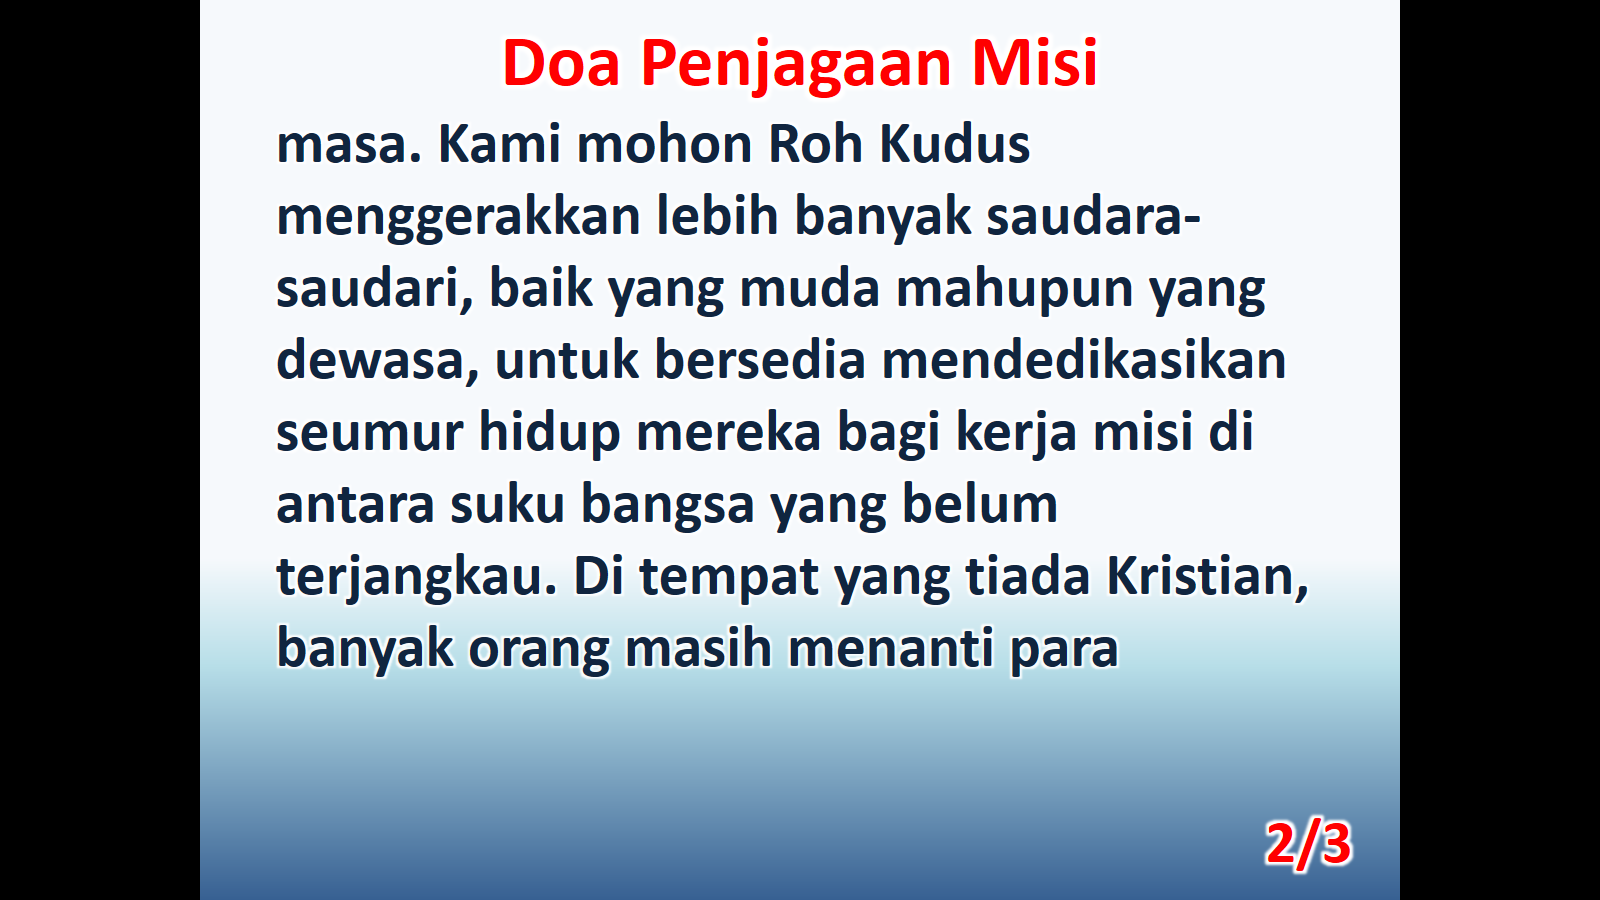 Doa Penjagaan Misi
masa. Kami mohon Roh Kudus
menggerakkan lebih banyak saudara-
saudari, baik yang muda mahupun yang
dewasa, untuk bersedia mendedikasikan
seumur hidup mereka bagi kerja misi di
antara suku bangsa yang belum
terjangkau. Di tempat yang tiada Kristian,
banyak orang masih menanti para
2/3